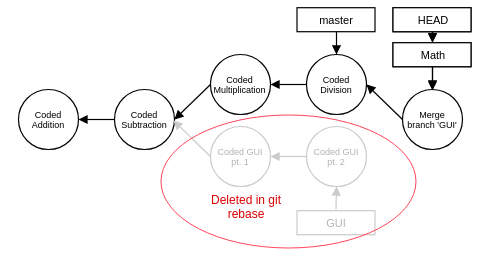 master
HEAD
Math
Coded
Multiplication
Coded
Division
Coded
Addition
Coded
Subtraction
Merge
branch 'GUI'
Coded GUI
pt. 1
Coded GUI
pt. 2
Deleted in git
rebase
GUI